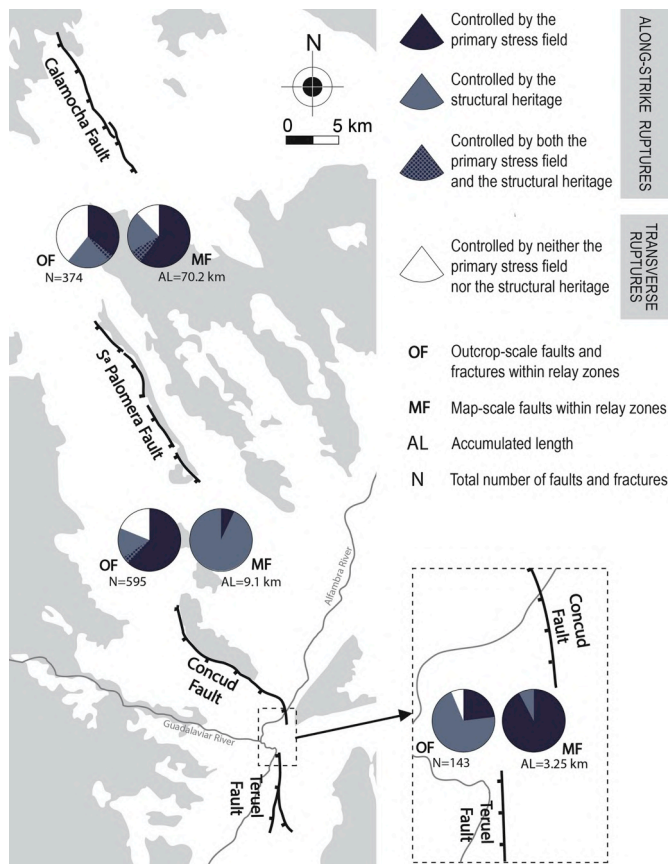 Calamocha Fault
N
0 5 km
OF
N=374
MF
AL=70.2 km
Sª Palomera Fault
OF
N=595
MF
AL=9.1 km
Alfambra River
Concud
Fault
Guadalaviar River
Teruel
Fault
Controlled by the
primary stress field
Controlled by the
structural heritage
Controlled by both the
primary stress field
and the structural heritage
ALONG-STRIKE RUPTURES
Controlled by neither the
primary stress field
nor the structural heritage
TRANSVERSE
RUPTURES
OF Outcrop-scale faults and
fractures within relay zones
MF Map-scale faults within relay zones
AL Accumulated length
N Total number of faults and fractures
Concud
Fault
OF
N=143
MF
AL=3.25 km
Teruel
Fault